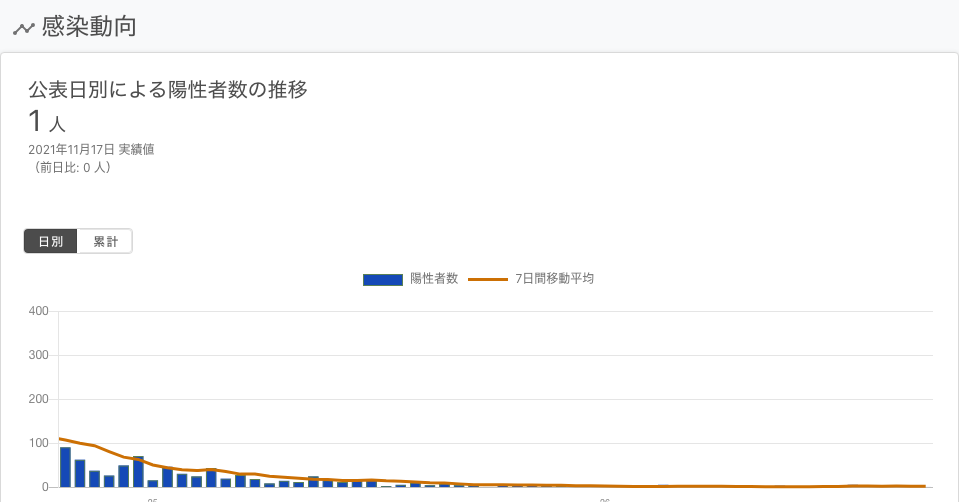 感染動向
公表日別による陽性者数の推移
1 人
2021年11月17日 実績値
（前日比: 0 人）
日別 累計
陽性者数 7日間移動平均
400
300
200
100
0